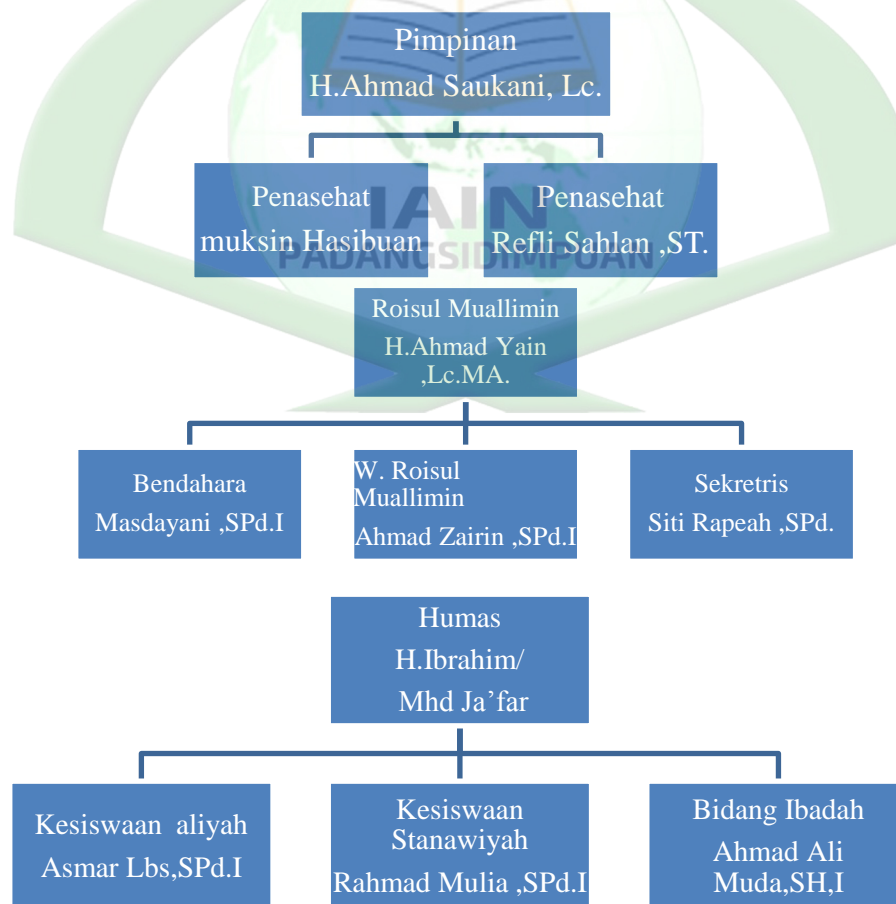 Pimpinan
H.Ahmad Saukani, Lc.
Penasehat
muksin Hasibuan
Penasehat
Refli Sahlan ,ST.
IAIN
PADANGSIDIMPUAN
Roisul Muallimin
H.Ahmad Yain
,Lc.MA.
Bendahara
Masdayani ,SPd.I
W. Roisul
Muallimin
Ahmad Zairin ,SPd.I
Sekretris
Siti Rapeah ,SPd.
Humas
H.Ibrahim/
Mhd Ja’far
Kesiswaan aliyah
Asmar Lbs,SPd.I
Kesiswaan
Stanawiyah
Rahmad Mulia ,SPd.I
Bidang Ibadah
Ahmad Ali
Muda,SH,I